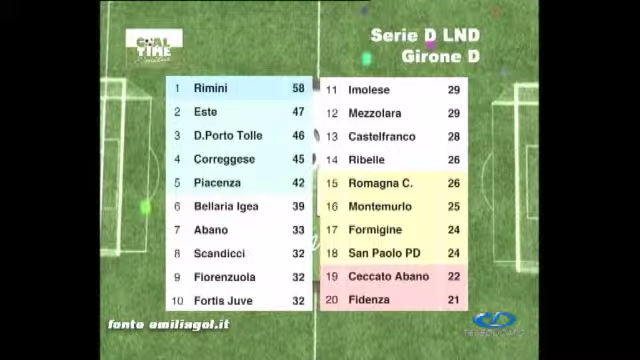 GOAL
TIME
Serie D LND
Girone D
1 Rimini 58
2 Este 47
3 D.Porto Tolle 46
4 Correggese 45
5 Piacenza 42
6 Bellaria Igea 39
7 Abano 33
8 Scandicci 32
9 Fiorenzuola 32
10 Fortis Juve 32
11 Imolese 29
12 Mezzolara 29
13 Castelfranco 28
14 Ribelle 26
15 Romagna C. 26
16 Montemurlo 25
17 Formigine 24
18 San Paolo PD 24
19 Ceccato Abano 22
20 Fidenza 21
fonte emiliagol.it